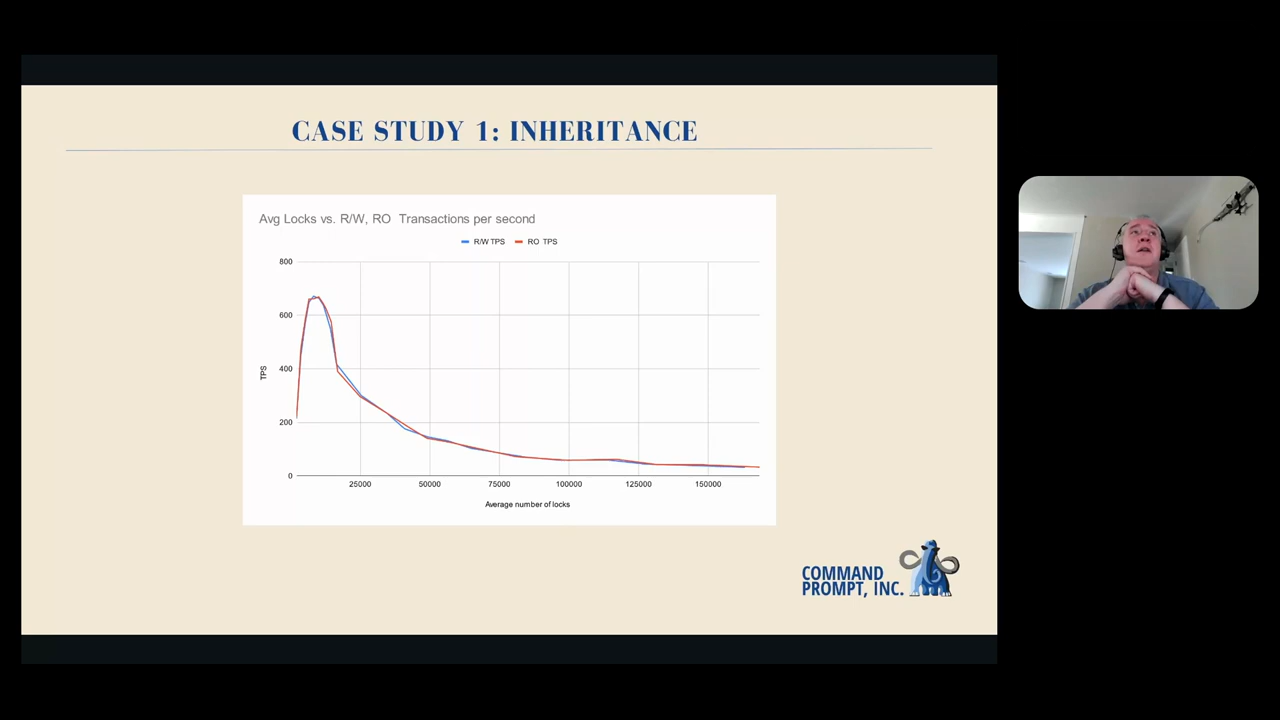 CASE STUDY 1: INHERITANCE
Avg Locks vs. R/W, RO Transactions per second
R/W TPS RO TPS
800
600
400
200
0
TPS
25000 50000 75000 100000 125000 150000
Average number of locks
COMMAND
PROMPT, INC.